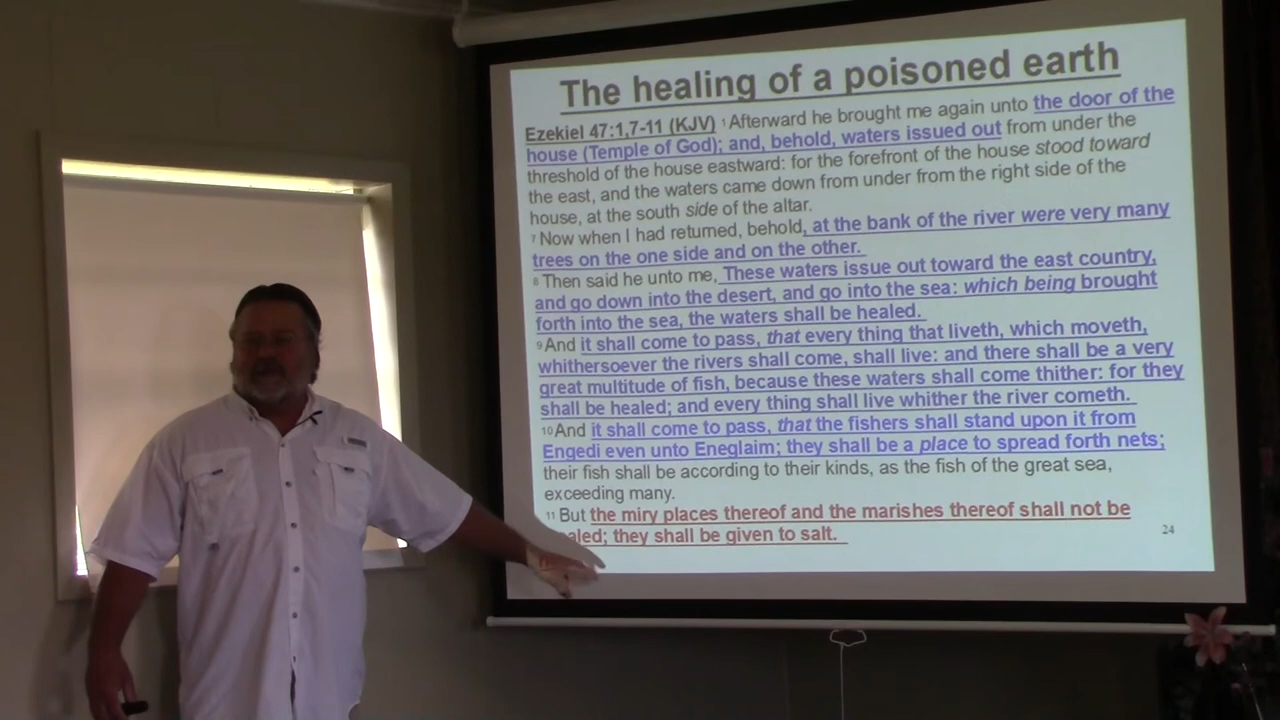 The healing of a poisoned earth
Ezekiel 47:1,7-11 (KJV) 1 Afterward he brought me again unto the door of the
house (Temple of God); and, behold, waters issued out from under the
threshold of the house eastward: for the forefront of the house stood toward
the east, and the waters came down from under from the right side of the
house, at the south side of the altar.
7 Now when I had returned, behold, at the bank of the river were very many
trees on the one side and on the other.
8 Then said he unto me, These waters issue out toward the east country,
and go down into the desert, and go into the sea: which being brought
forth into the sea, the waters shall be healed.
9 And it shall come to pass, that every thing that liveth, which moveth,
whithersoever the rivers shall come, shall live: and there shall be a very
great multitude of fish, because these waters shall come thither: for they
shall be healed; and every thing shall live whither the river cometh.
10 And it shall come to pass, that the fishers shall stand upon it from
Engedi even unto Eneglaim; they shall be a place to spread forth nets;
their fish shall be according to their kinds, as the fish of the great sea,
exceeding many.
11 But the miry places thereof and the marishes thereof shall not be
aled; they shall be given to salt.
24